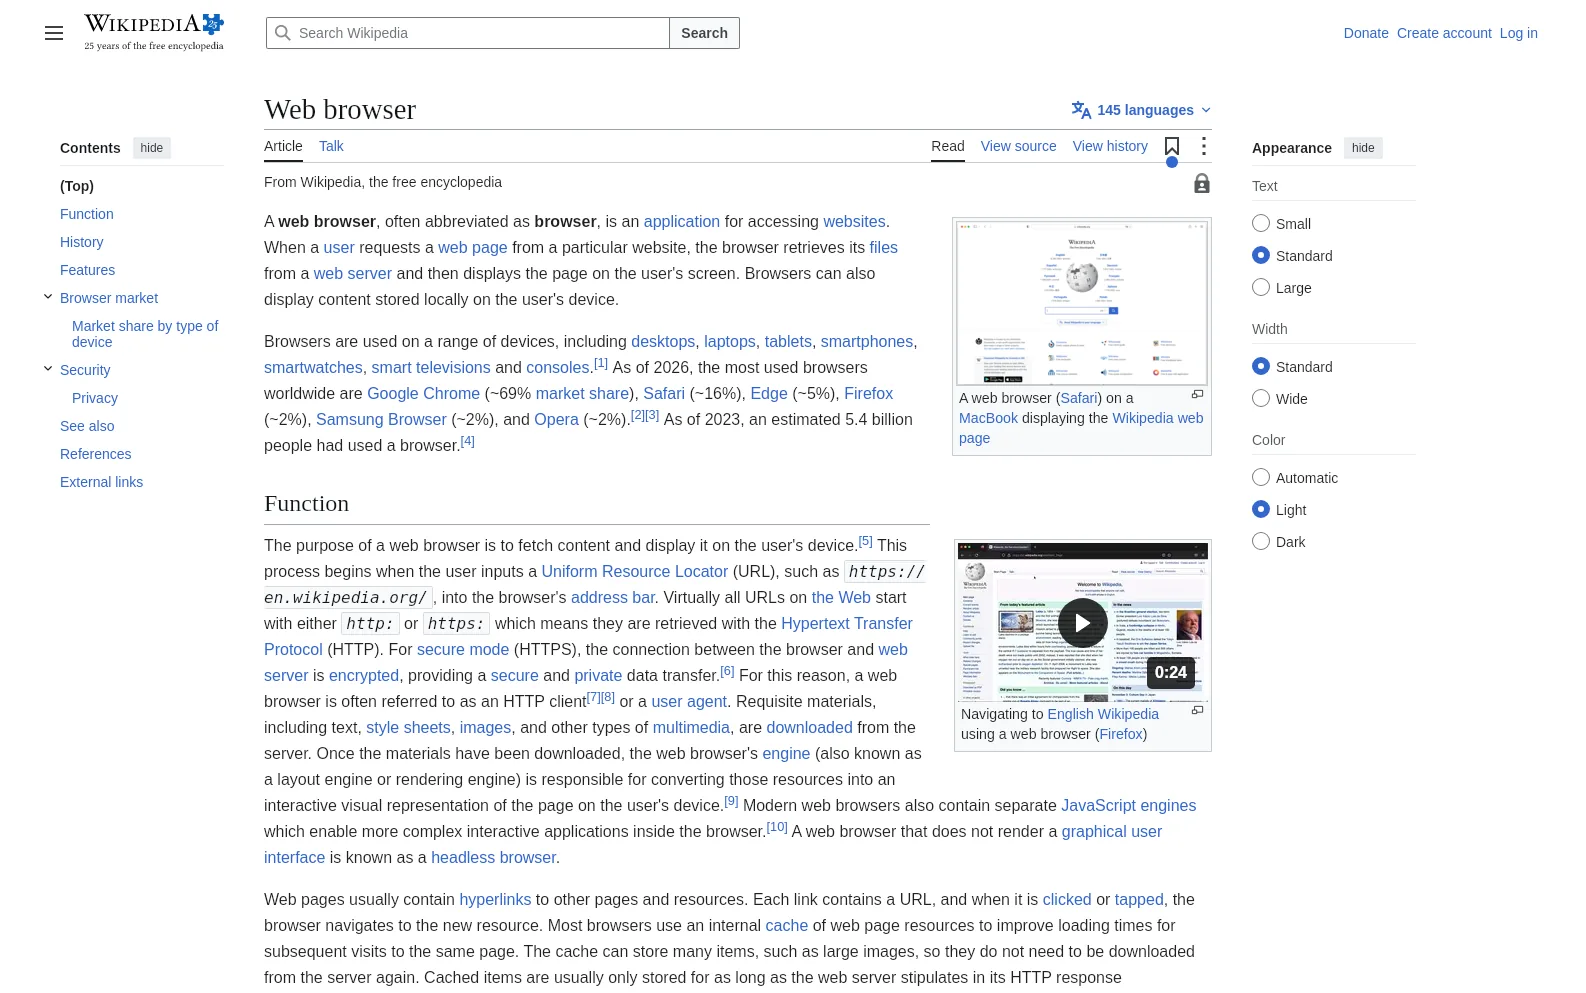 WIKIPEDIA 25
25 years of the free encyclopedia
Search Wikipedia
Search
Donate Create account Log in
Contents hide
(Top)
Function
History
Features
Browser market
Market share by type of
device
Security
Privacy
See also
References
External links
Web browser
145 languages
Article Talk
Read View source View history
From Wikipedia, the free encyclopedia
A web browser, often abbreviated as browser, is an application for accessing websites.
When a user requests a web page from a particular website, the browser retrieves its files
from a web server and then displays the page on the user's screen. Browsers can also
display content stored locally on the user's device.
Browsers are used on a range of devices, including desktops, laptops, tablets, smartphones,
smartwatches, smart televisions and consoles.[1] As of 2026, the most used browsers
worldwide are Google Chrome (~69% market share), Safari (~16%), Edge (~5%), Firefox
(~2%), Samsung Browser (~2%), and Opera (~2%).[2][3] As of 2023, an estimated 5.4 billion
people had used a browser.[4]
WIKIPEDIA
A web browser (Safari) on a
MacBook displaying the Wikipedia web
page
Function
The purpose of a web browser is to fetch content and display it on the user's device.[5] This
process begins when the user inputs a Uniform Resource Locator (URL), such as https://
en.wikipedia.org/, into the browser's address bar. Virtually all URLs on the Web start
with either http: or https: which means they are retrieved with the Hypertext Transfer
Protocol (HTTP). For secure mode (HTTPS), the connection between the browser and web
server is encrypted, providing a secure and private data transfer.[6] For this reason, a web
browser is often referred to as an HTTP client[7][8] or a user agent. Requisite materials,
including text, style sheets, images, and other types of multimedia, are downloaded from the
server. Once the materials have been downloaded, the web browser's engine (also known as
a layout engine or rendering engine) is responsible for converting those resources into an
interactive visual representation of the page on the user's device.[9] Modern web browsers also contain separate JavaScript engines
which enable more complex interactive applications inside the browser.[10] A web browser that does not render a graphical user
interface is known as a headless browser.
Welcome to Wikipedia,
From today's featured article
In the news
Did you know ...
On this day
0:24
Navigating to English Wikipedia
using a web browser (Firefox)
Web pages usually contain hyperlinks to other pages and resources. Each link contains a URL, and when it is clicked or tapped, the
browser navigates to the new resource. Most browsers use an internal cache of web page resources to improve loading times for
subsequent visits to the same page. The cache can store many items, such as large images, so they do not need to be downloaded
from the server again. Cached items are usually only stored for as long as the web server stipulates in its HTTP response
Appearance hide
Text
Small
Standard
Large
Width
Standard
Wide
Color
Automatic
Light
Dark